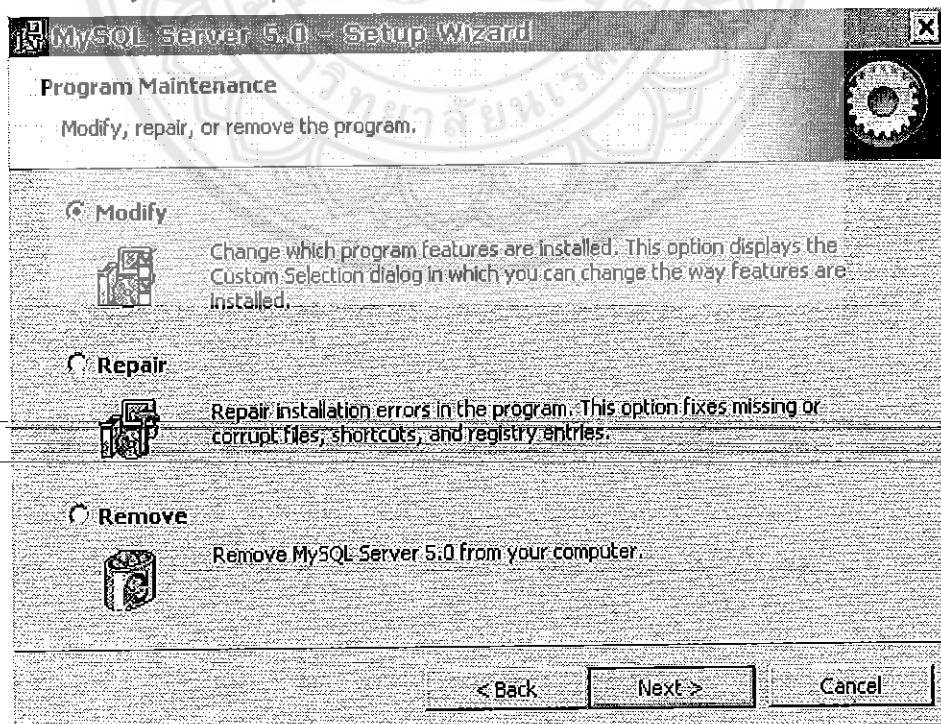 MySQL Server 5.0 - Setup Wizard
Program Maintenance
Modify, repair, or remove the program.
Modify
Change which program features are installed. This option displays the
Custom Selection dialog in which you can change the way features are
installed.
Repair
Repair installation errors in the program. This option fixes missing or
corrupt files, shortcuts, and registry entries.
Remove
Remove MySQL Server 5.0 from your computer.
< Back
Next >
Cancel